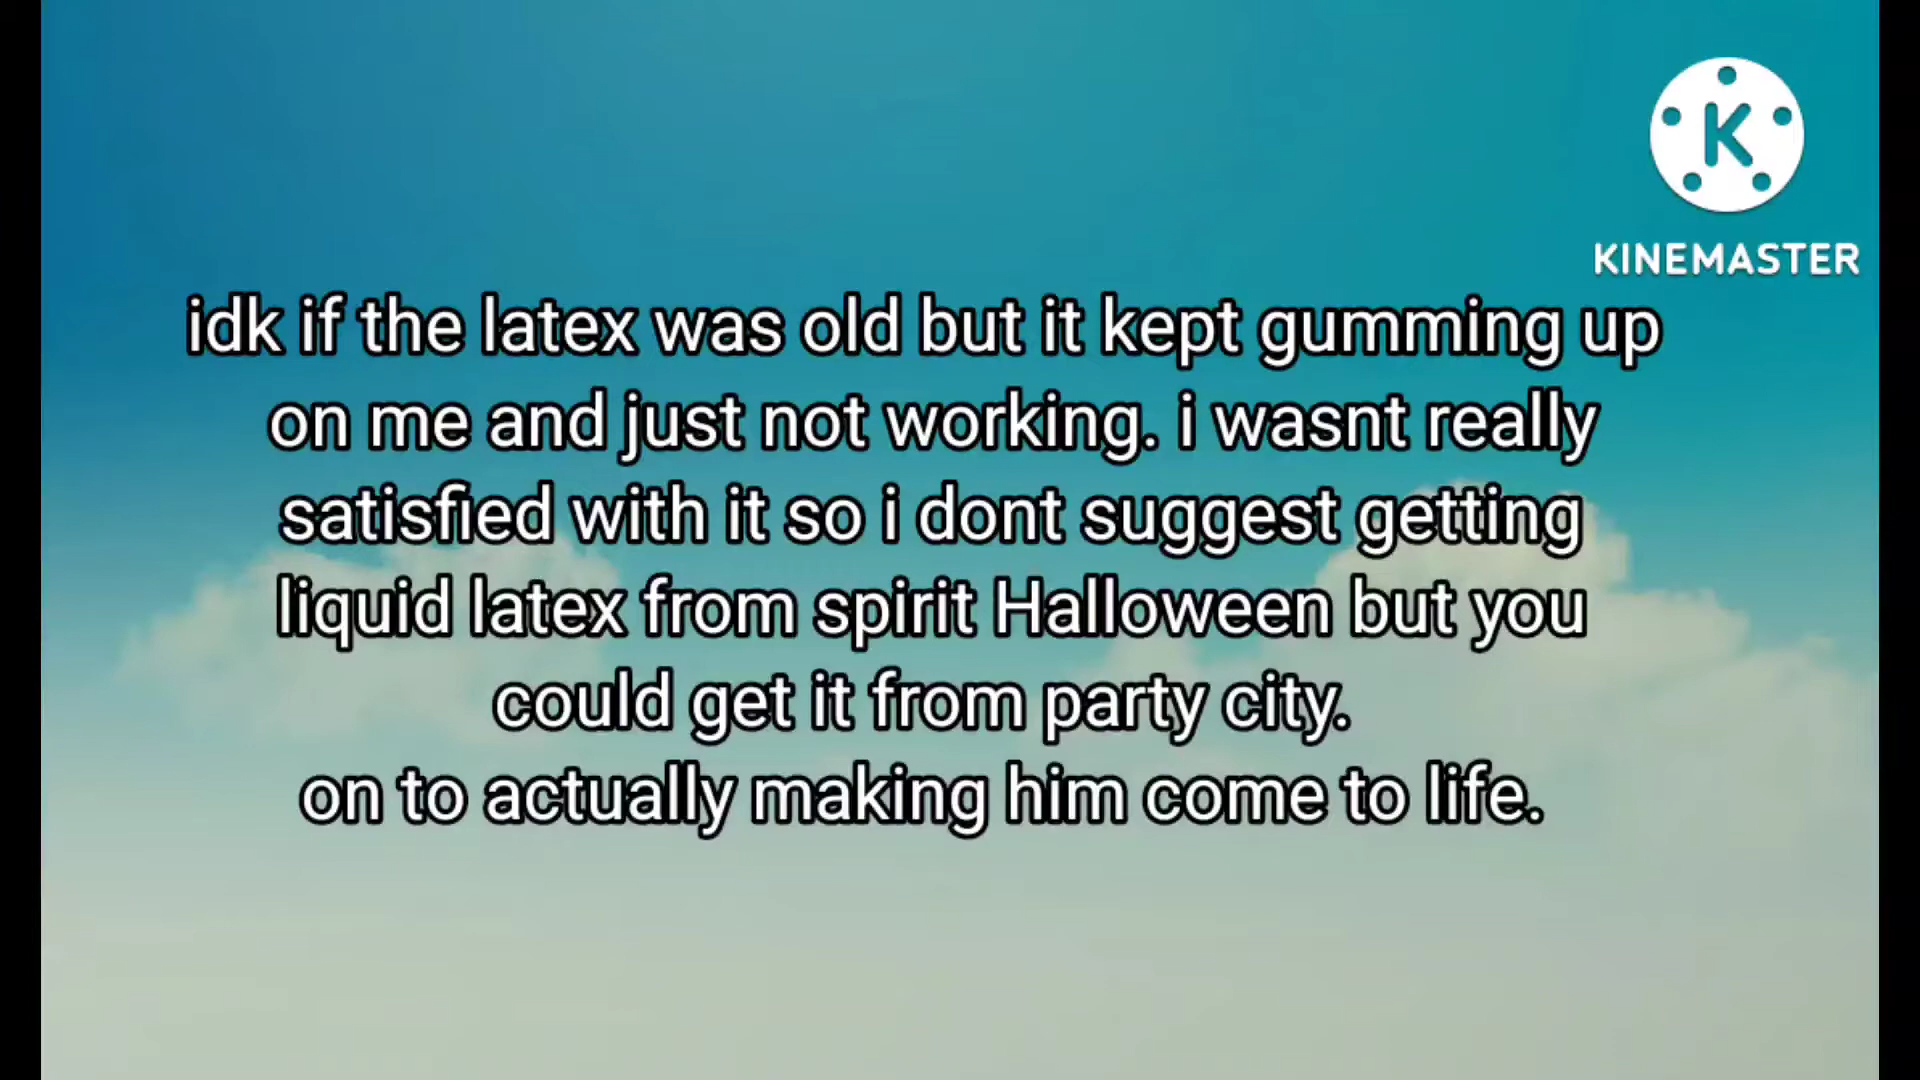 KINEMASTER
idk if the latex was old but it kept gumming up
on me and just not working. i wasnt really
satisfied with it so i dont suggest getting
liquid latex from spirit Halloween but you
could get it from party city.
on to actually making him come to life.